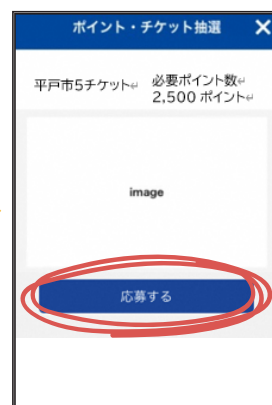 ポイント・チケット抽選 ✕
平戸市5チケット↵
必要ポイント数↵
2,500 ポイント↵
image
応募する